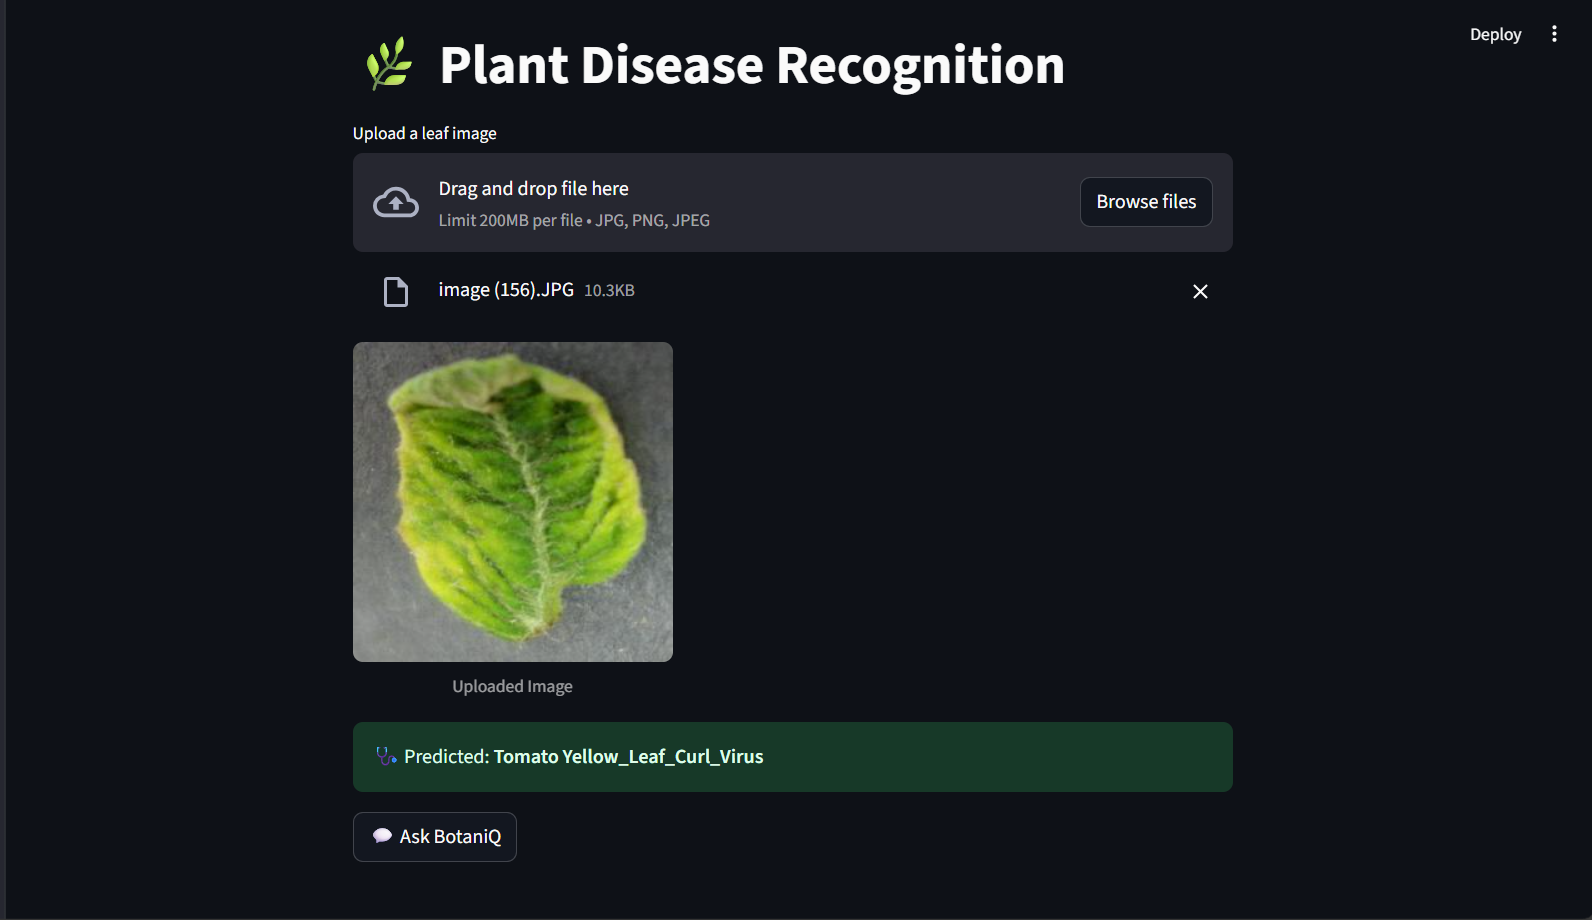 Deploy
Plant Disease Recognition
Upload a leaf image
Drag and drop file here
Limit 200MB per file • JPG, PNG, JPEG
Browse files
image (156).JPG 10.3KB
Uploaded Image
Predicted: Tomato Yellow_Leaf_Curl_Virus
Ask BotaniQ